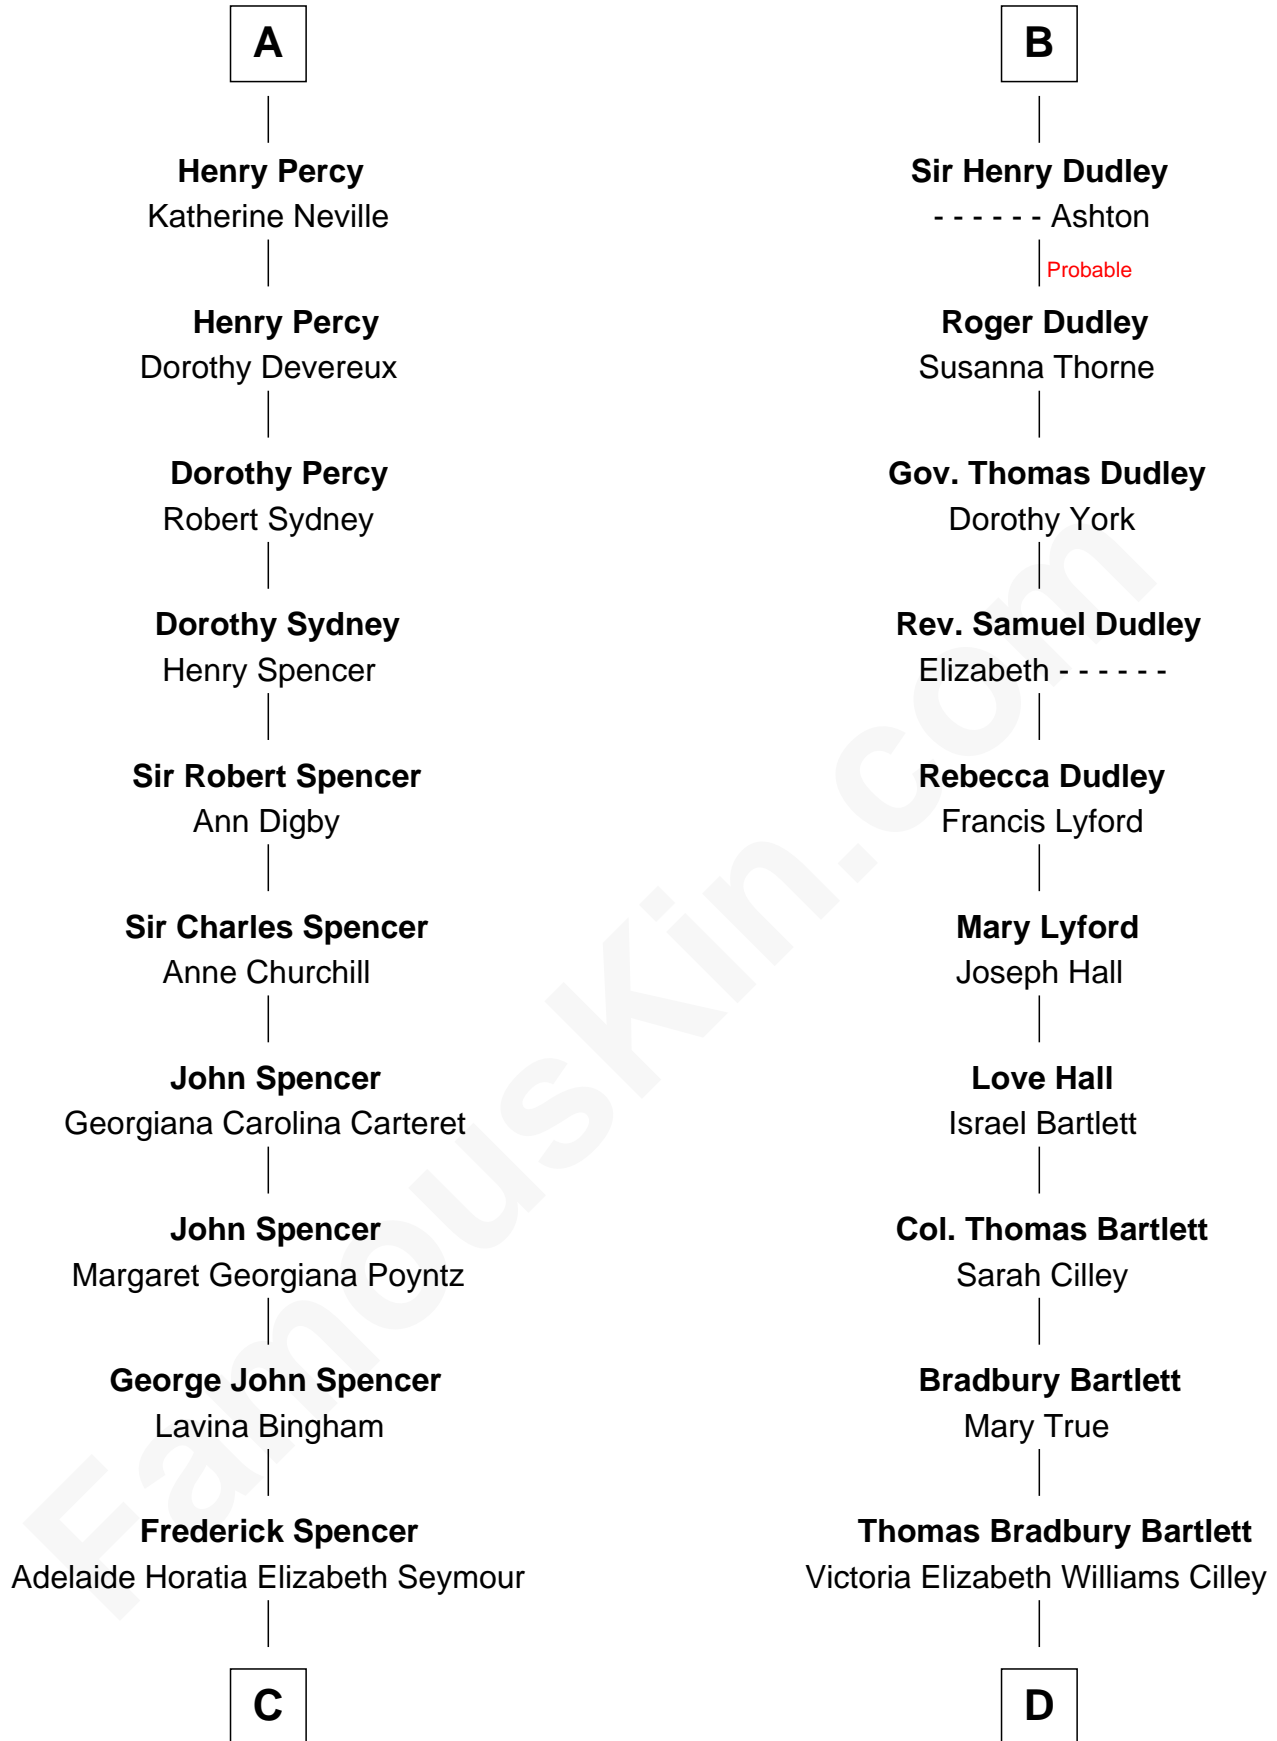 A
Henry Percy
Katherine Neville
Henry Percy
Dorothy Devereux
Dorothy Percy
Robert Sydney
Dorothy Sydney
Henry Spencer
Sir Robert Spencer
Ann Digby
Sir Charles Spencer
Anne Churchill
John Spencer
Georgiana Carolina Carteret
John Spencer
Margaret Georgiana Poyntz
George John Spencer
Lavina Bingham
Frederick Spencer
Adelaide Horatia Elizabeth Seymour
C
B
Sir Henry Dudley
- - - - - - Ashton
Probable
Roger Dudley
Susanna Thorne
Gov. Thomas Dudley
Dorothy York
Rev. Samuel Dudley
Elizabeth - - - - - -
Rebecca Dudley
Francis Lyford
Mary Lyford
Joseph Hall
Love Hall
Israel Bartlett
Col. Thomas Bartlett
Sarah Cilley
Bradbury Bartlett
Mary True
Thomas Bradbury Bartlett
Victoria Elizabeth Williams Cilley
D
FamousKin.com